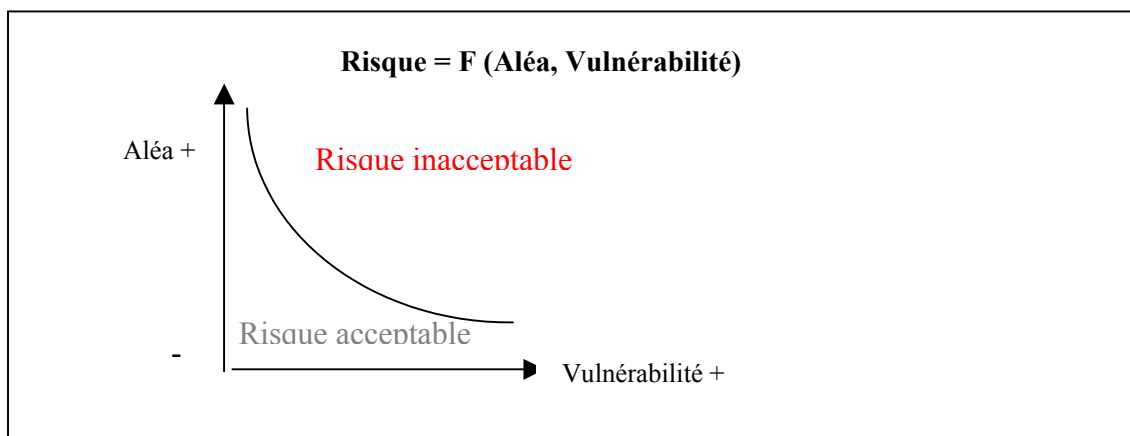 Risque = F (Aléa, Vulnérabilité)
Aléa +
Risque inacceptable
Risque acceptable
-
Vulnérabilité +